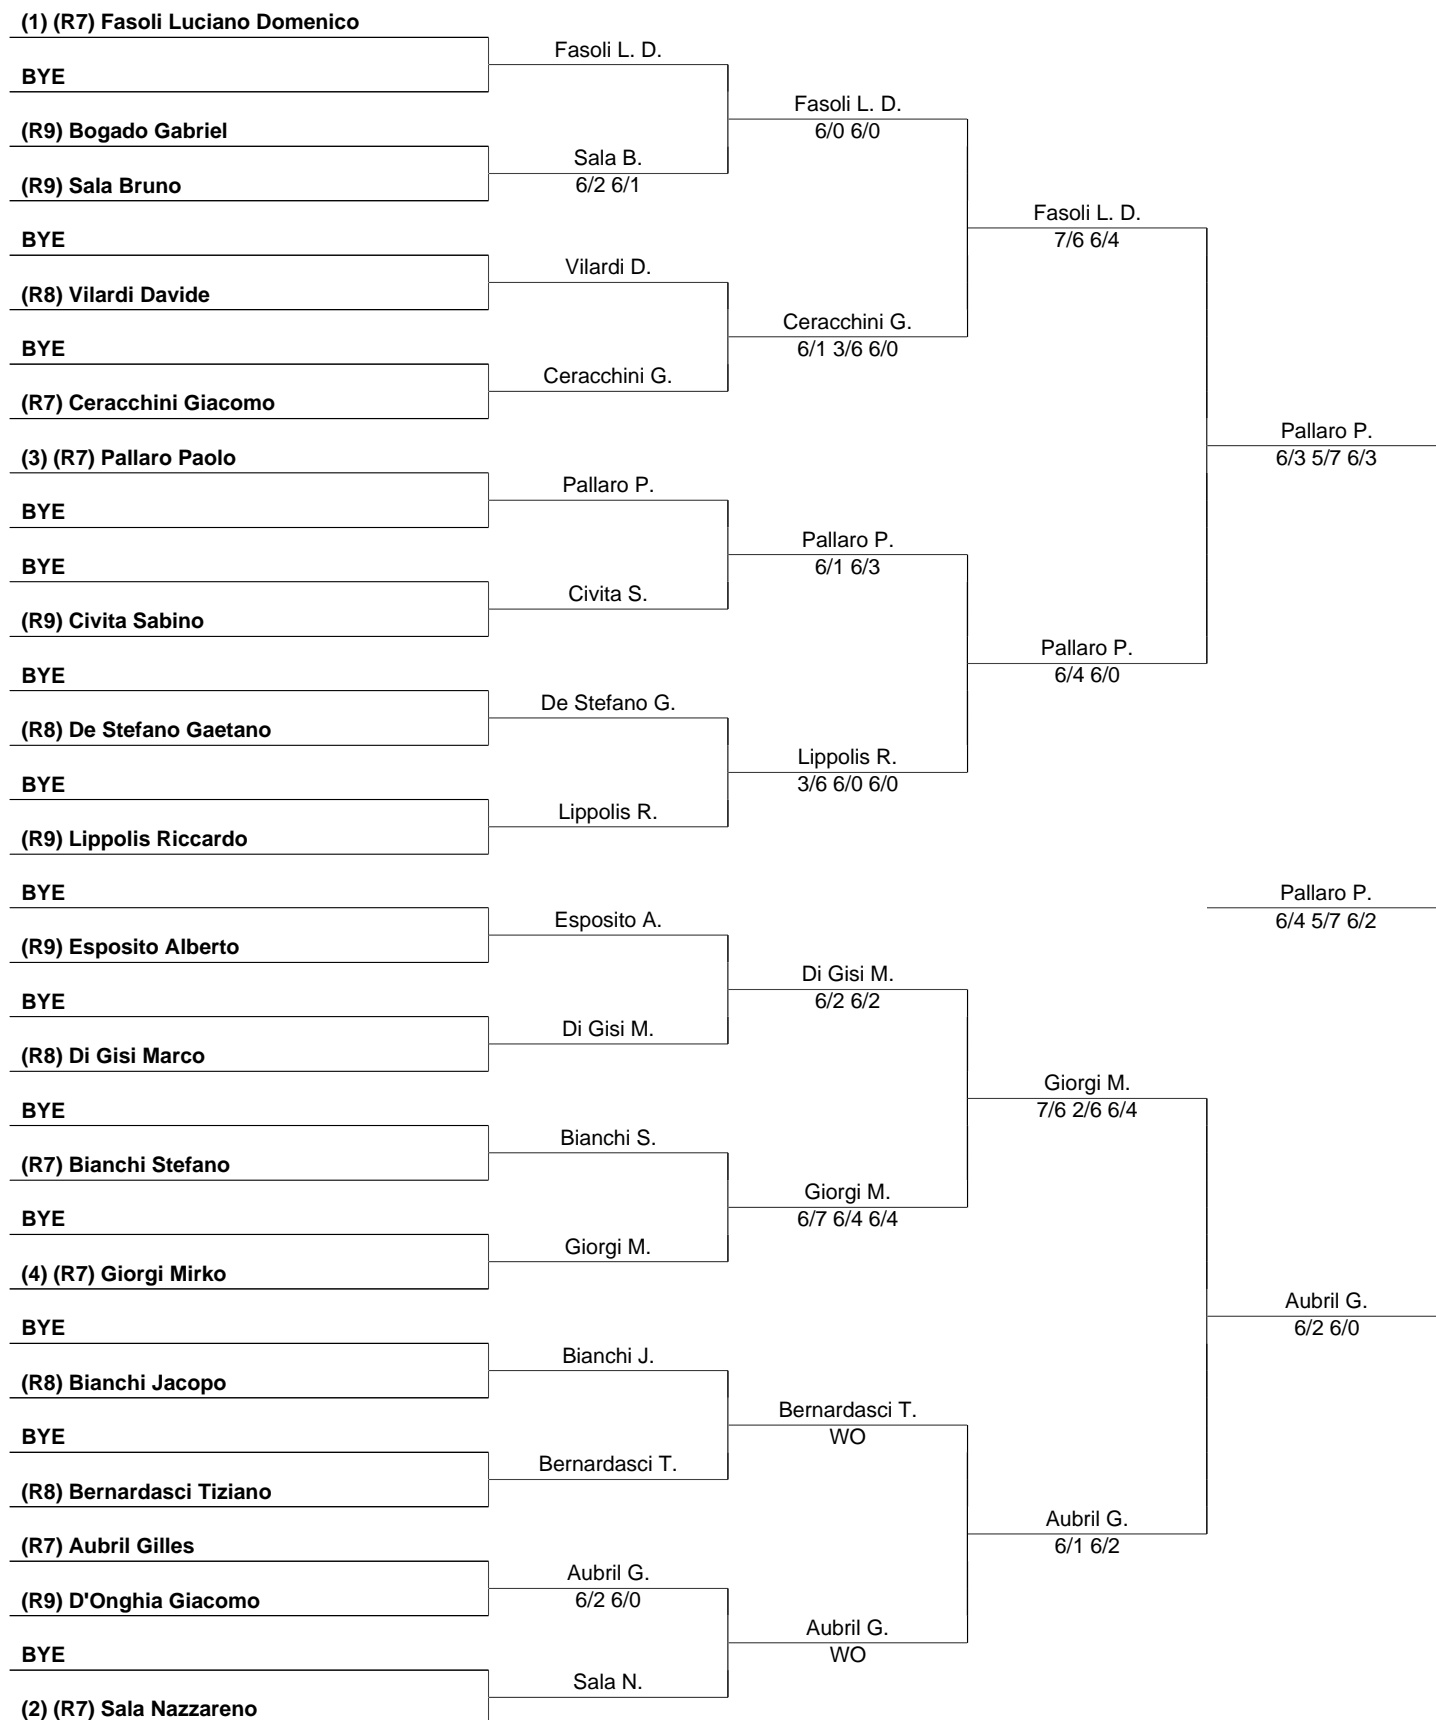 (1) (R7) Fasoli Luciano Domenico
BYE
(R9) Bogado Gabriel
(R9) Sala Bruno
BYE
(R8) Vilardi Davide
BYE
(R7) Ceracchini Giacomo
(3) (R7) Pallaro Paolo
BYE
BYE
(R9) Civita Sabino
BYE
(R8) De Stefano Gaetano
BYE
(R9) Lippolis Riccardo
BYE
(R9) Esposito Alberto
BYE
(R8) Di Gisi Marco
BYE
(R7) Bianchi Stefano
BYE
(4) (R7) Giorgi Mirko
BYE
(R8) Bianchi Jacopo
BYE
(R8) Bernardasci Tiziano
(R7) Aubril Gilles
(R9) D'Onghia Giacomo
BYE
(2) (R7) Sala Nazzareno
Fasoli L. D.
Sala B.
6/2 6/1
Vilardi D.
Ceracchini G.
Pallaro P.
Civita S.
De Stefano G.
Lippolis R.
Esposito A.
Di Gisi M.
Bianchi S.
Giorgi M.
Bianchi J.
Bernardasci T.
Aubril G.
6/2 6/0
Sala N.
Fasoli L. D.
6/0 6/0
Ceracchini G.
6/1 3/6 6/0
Pallaro P.
6/1 6/3
Lippolis R.
3/6 6/0 6/0
Di Gisi M.
6/2 6/2
Giorgi M.
6/7 6/4 6/4
Bernardasci T.
WO
Aubril G.
WO
Fasoli L. D.
7/6 6/4
Pallaro P.
6/4 6/0
Giorgi M.
7/6 2/6 6/4
Aubril G.
6/1 6/2
Pallaro P.
6/3 5/7 6/3
Pallaro P.
6/4 5/7 6/2
Aubril G.
6/2 6/0